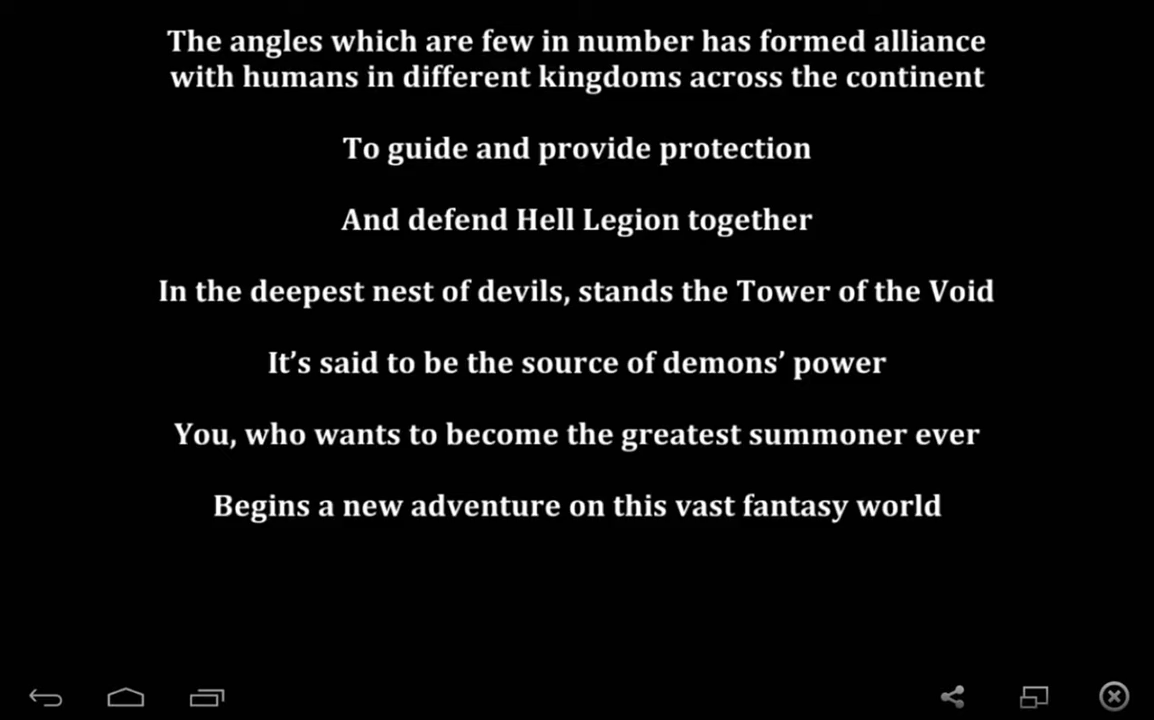 The angles which are few in number has formed alliance
with humans in different kingdoms across the continent
To guide and provide protection
And defend Hell Legion together
In the deepest nest of devils, stands the Tower of the Void
It’s said to be the source of demons’ power
You, who wants to become the greatest summoner ever
Begins a new adventure on this vast fantasy world